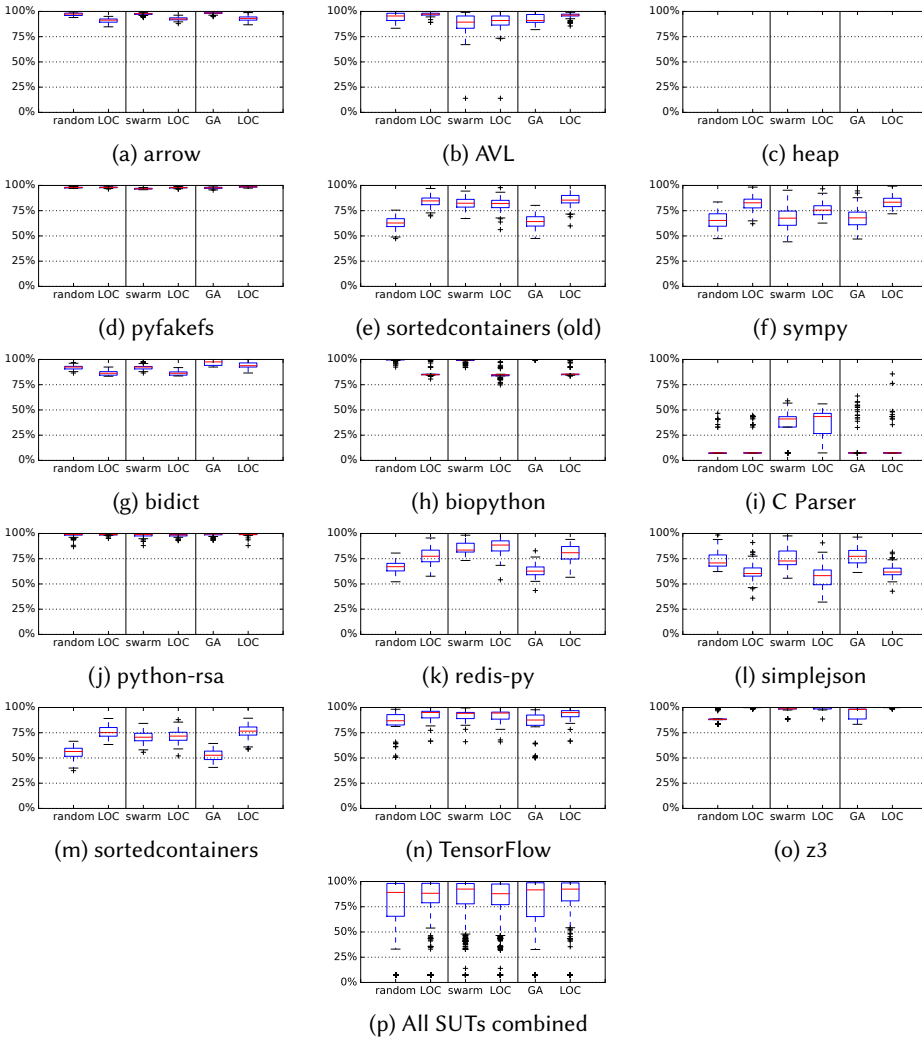 100% 100% 100%
75% 75% 75%
50% 50% 50%
25% 25% 25%
0% 0% 0%
random LOC swarm LOC GA LOC random LOC swarm LOC GA LOC random LOC swarm LOC GA LOC
(a) arrow (b) AVL (c) heap
100% 100% 100%
75% 75% 75%
50% 50% 50%
25% 25% 25%
0% 0% 0%
random LOC swarm LOC GA LOC random LOC swarm LOC GA LOC random LOC swarm LOC GA LOC
(d) pyfakefs (e) sortedcontainers (old) (f) sympy
100% 100% 100%
75% 75% 75%
50% 50% 50%
25% 25% 25%
0% 0% 0%
random LOC swarm LOC GA LOC random LOC swarm LOC GA LOC random LOC swarm LOC GA LOC
(g) bidict (h) biopython (i) C Parser
100% 100% 100%
75% 75% 75%
50% 50% 50%
25% 25% 25%
0% 0% 0%
random LOC swarm LOC GA LOC random LOC swarm LOC GA LOC random LOC swarm LOC GA LOC
(j) python-rsa (k) redis-py (l) simplejson
100% 100% 100%
75% 75% 75%
50% 50% 50%
25% 25% 25%
0% 0% 0%
random LOC swarm LOC GA LOC random LOC swarm LOC GA LOC random LOC swarm LOC GA LOC
(m) sortedcontainers (n) TensorFlow (o) z3
100%
75%
50%
25%
0%
random LOC swarm LOC GA LOC
(p) All SUTs combined